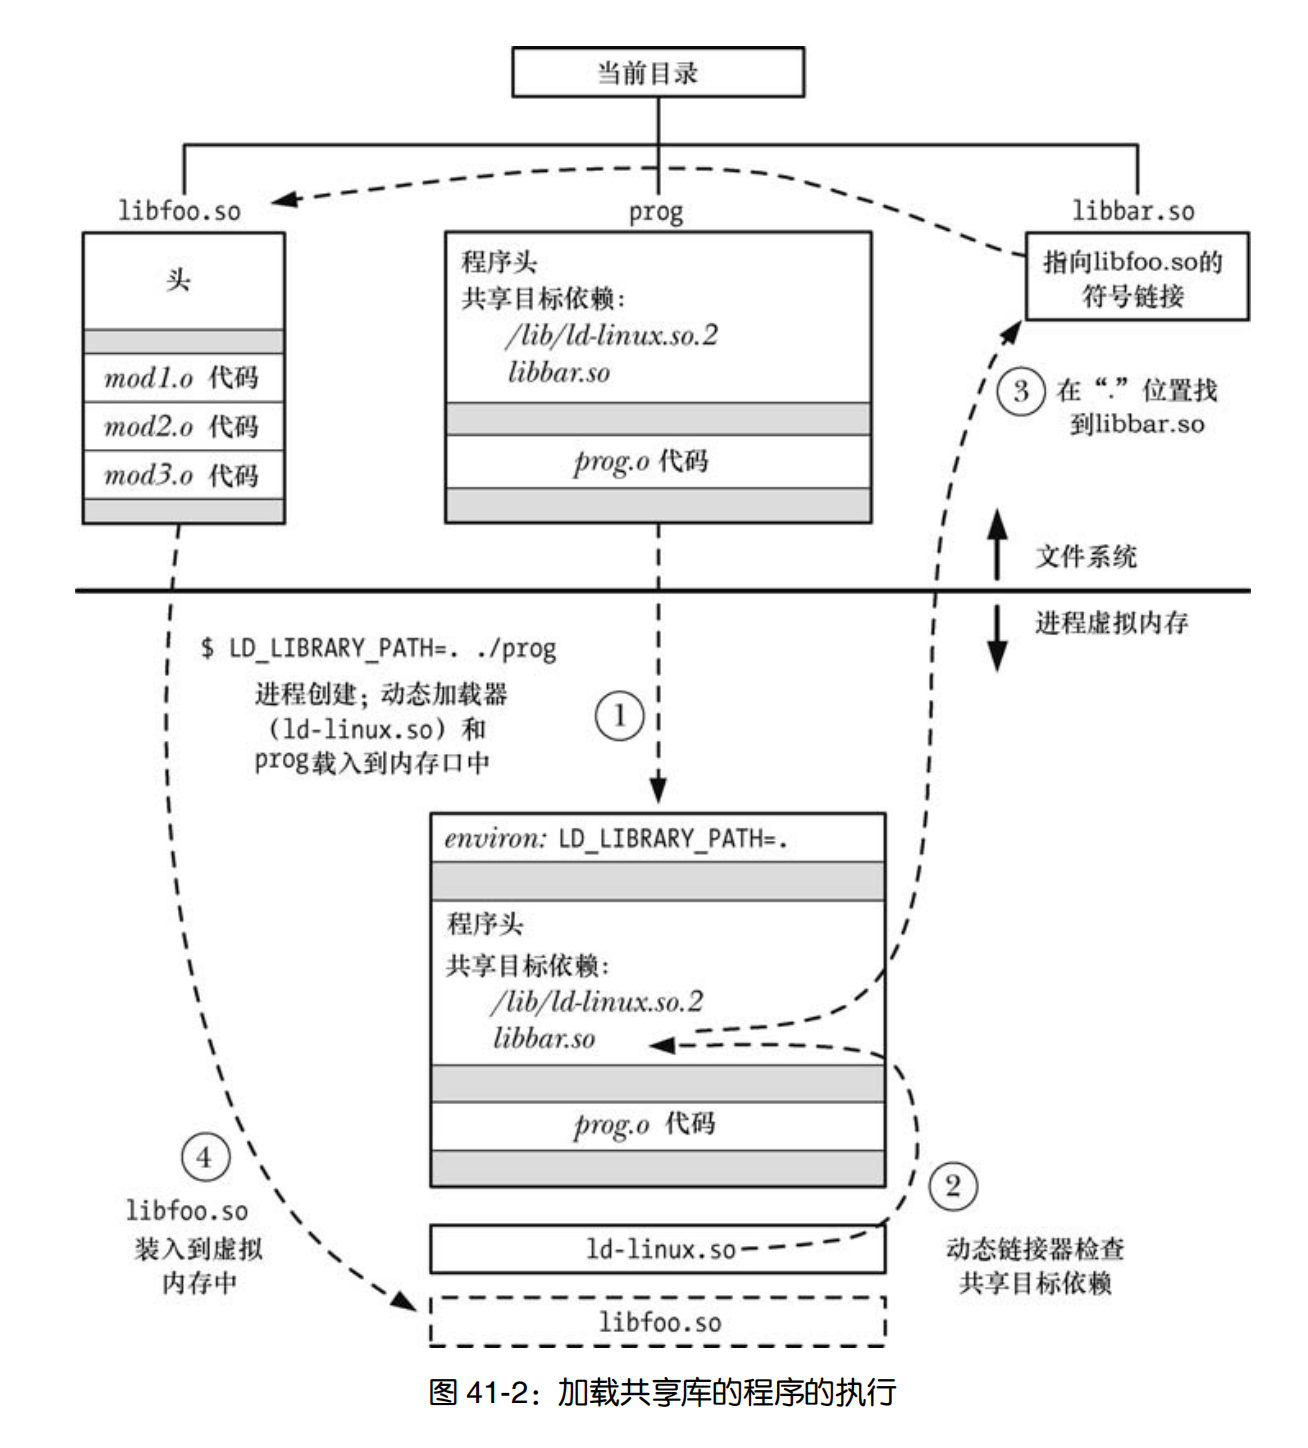 当前目录
libfoo.so
prog
libbar.so
头
mod1.o 代码
mod2.o 代码
mod3.o 代码
程序头
共享目标依赖：
/lib/ld-linux.so.2
libbar.so
prog.o 代码
指向libfoo.so的
符号链接
3 在“.”位置找
到libbar.so
文件系统
进程虚拟内存
$ LD_LIBRARY_PATH=. ./prog
进程创建；动态加载器
(ld-linux.so) 和
prog载入到内存口中
1
environ: LD_LIBRARY_PATH=.
程序头
共享目标依赖：
/lib/ld-linux.so.2
libbar.so
prog.o 代码
4
libfoo.so
装入到虚拟
内存中
2
动态链接器检查
共享目标依赖
ld-linux.so
libfoo.so
图 41-2：加载共享库的程序的执行